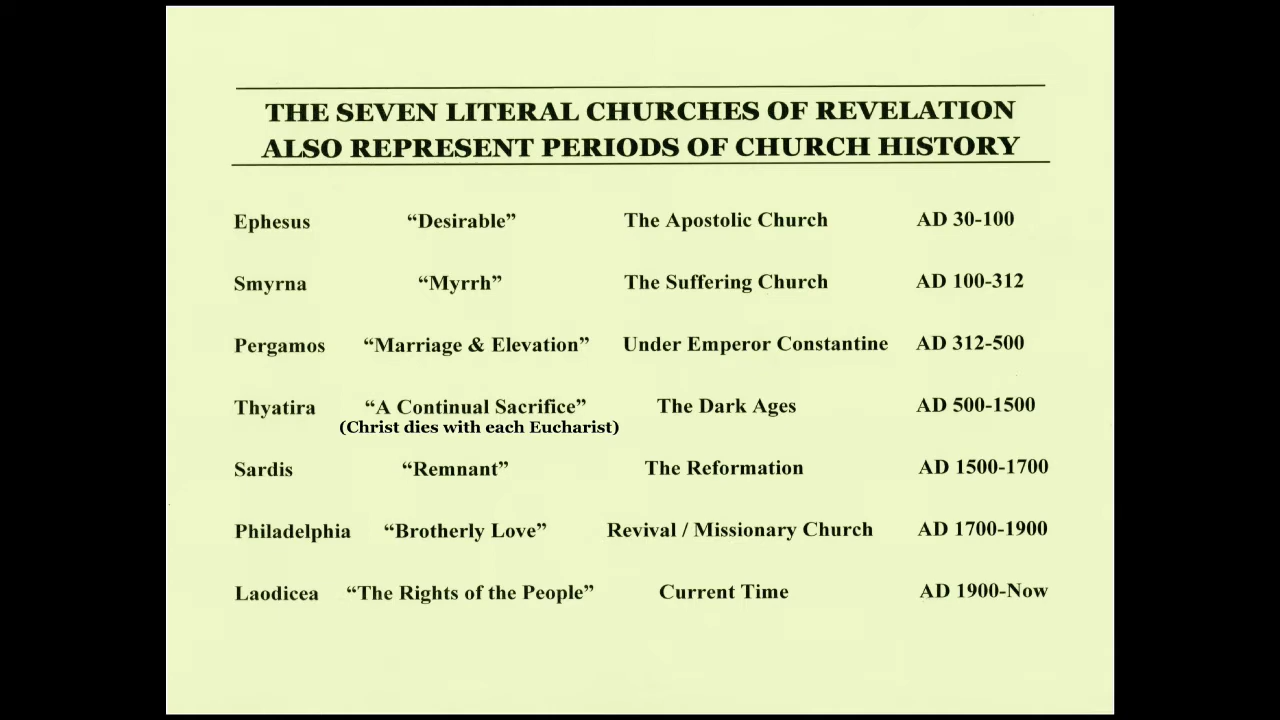 THE SEVEN LITERAL CHURCHES OF REVELATION
ALSO REPRESENT PERIODS OF CHURCH HISTORY
Ephesus “Desirable” The Apostolic Church AD 30-100
Smyrna “Myrrh” The Suffering Church AD 100-312
Pergamos “Marriage & Elevation” Under Emperor Constantine AD 312-500
Thyatira “A Continual Sacrifice” The Dark Ages AD 500-1500
(Christ dies with each Eucharist)
Sardis “Remnant” The Reformation AD 1500-1700
Philadelphia “Brotherly Love” Revival / Missionary Church AD 1700-1900
Laodicea “The Rights of the People” Current Time AD 1900-Now